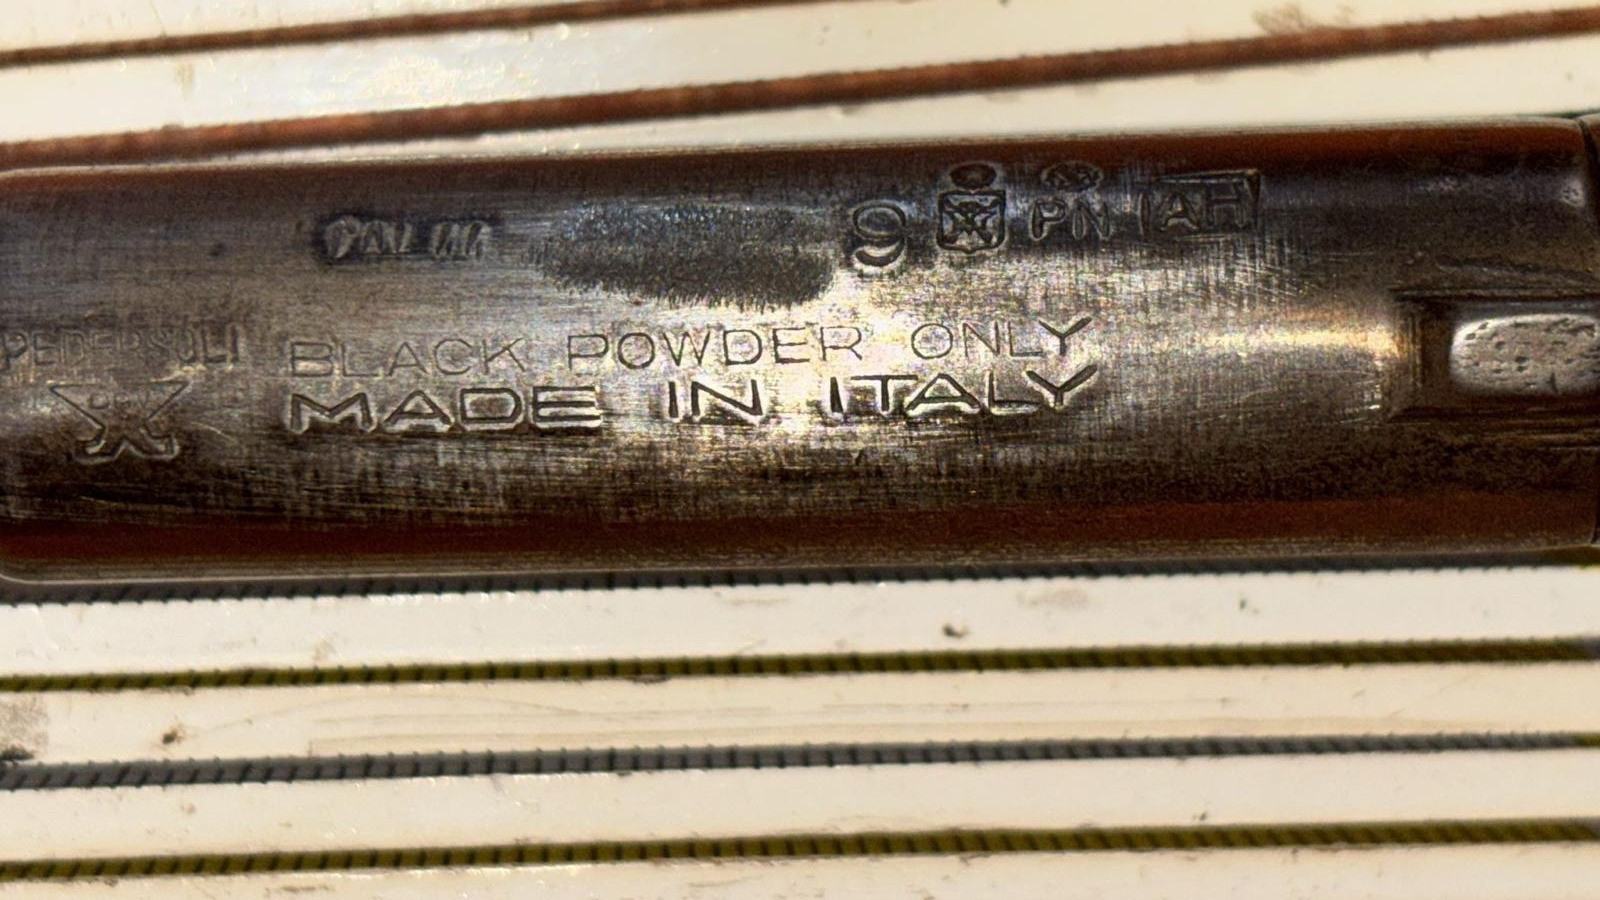 9 PN AH
PEDERSOLI BLACK POWDER ONLY
MADE IN ITALY